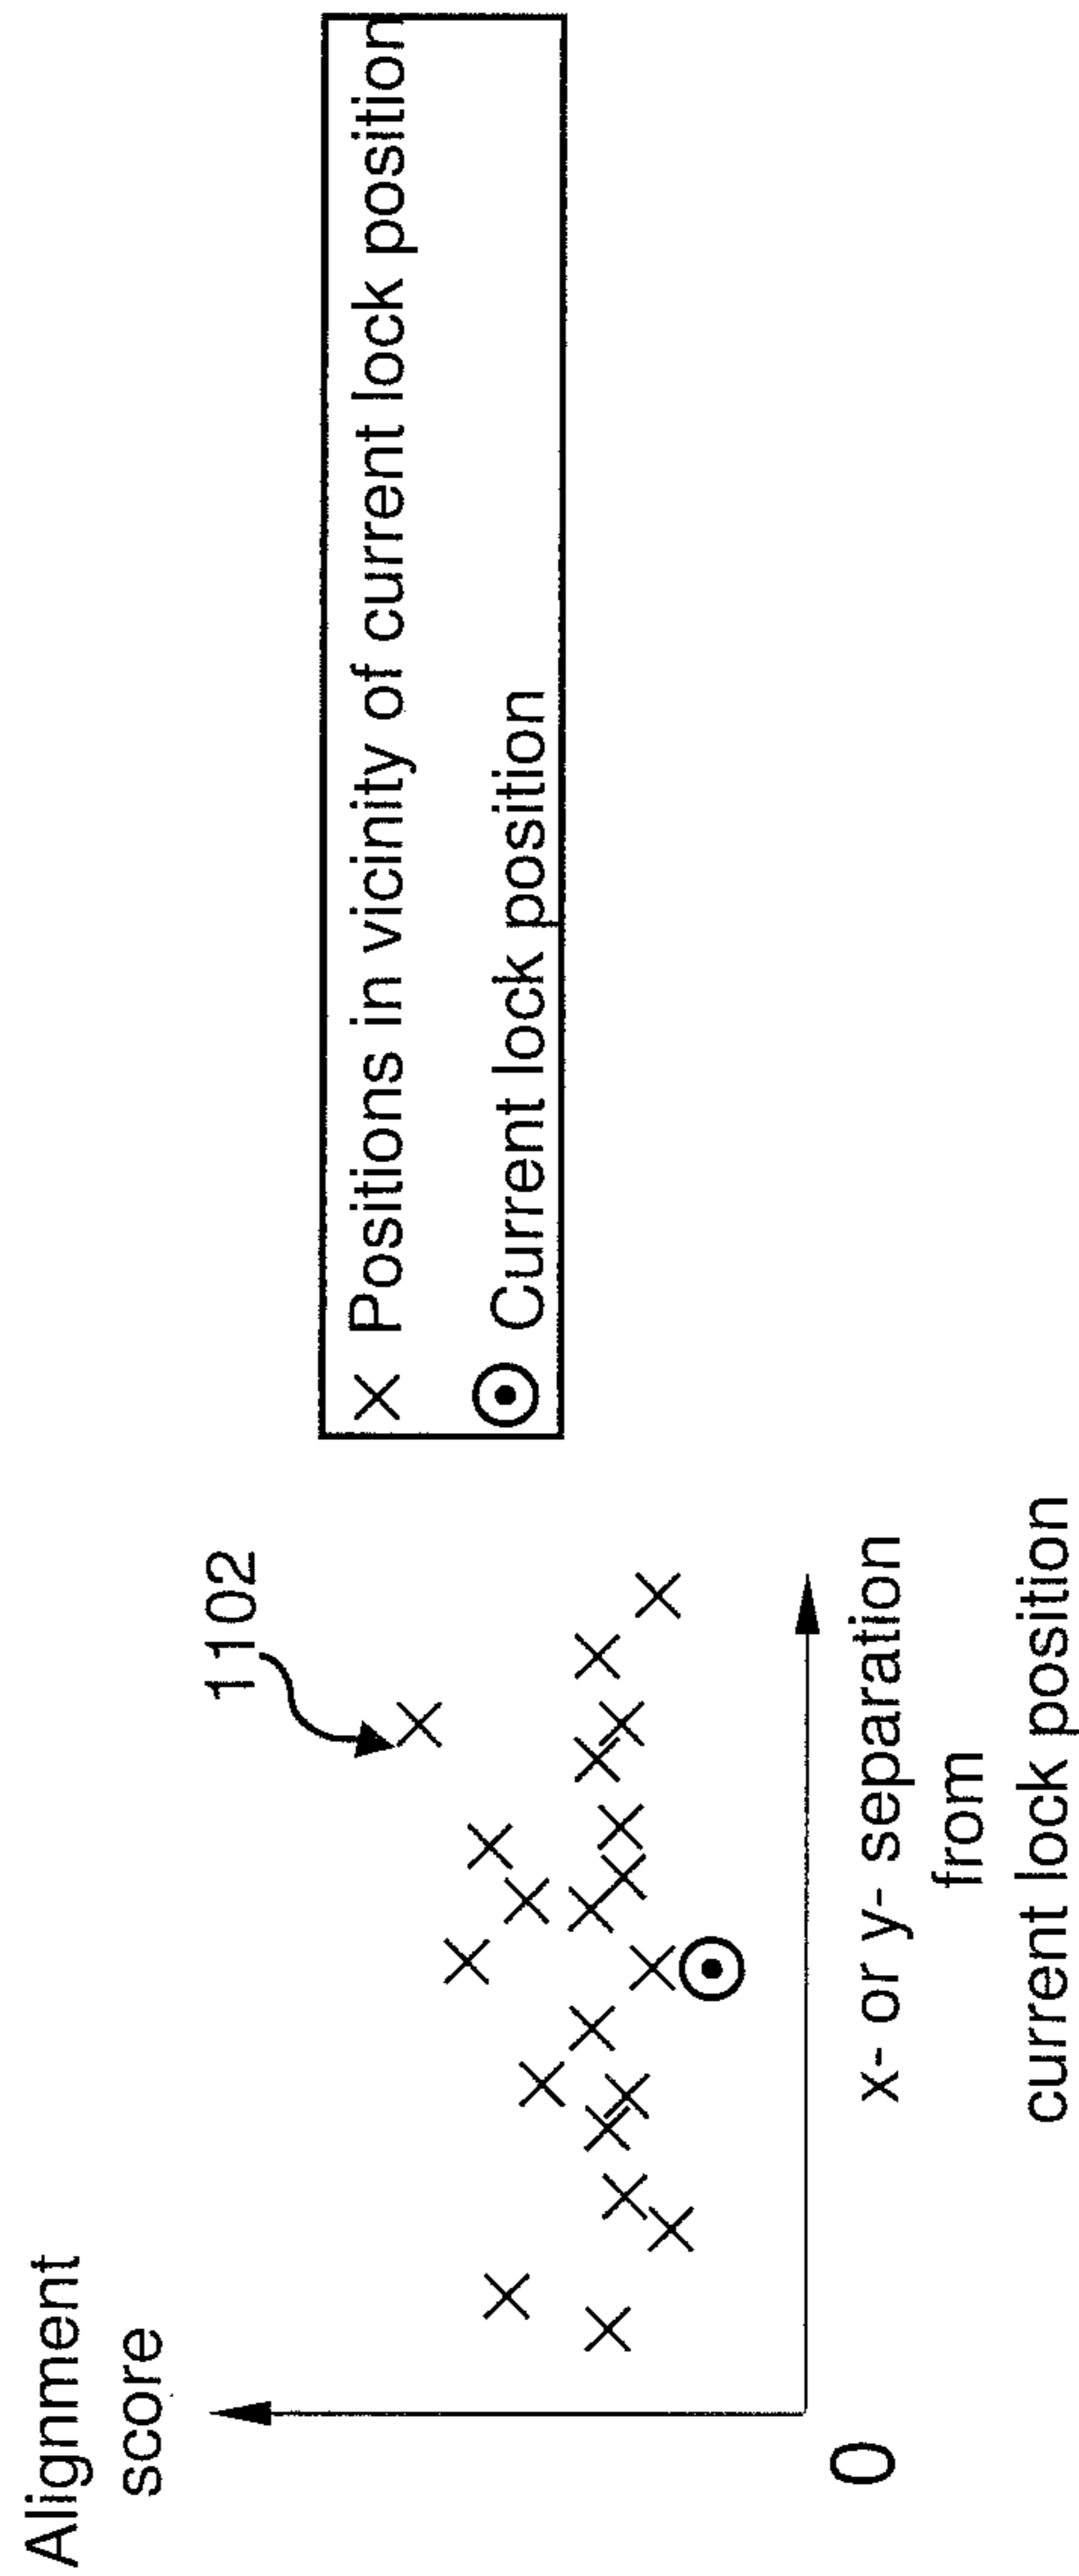 Alignment
score
1102
0
x- or y- separation
from
current lock position
X Positions in vicinity of current lock position
Current lock position